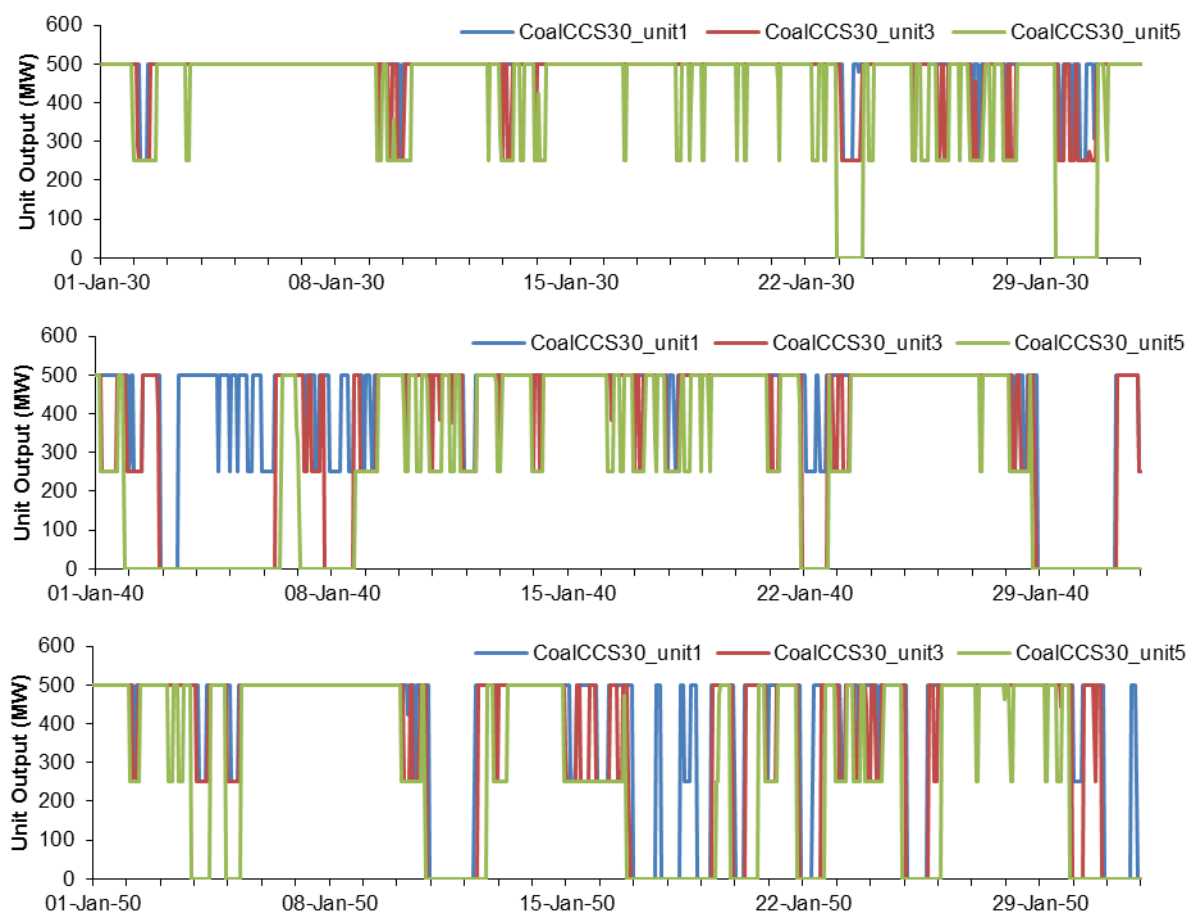 600
CoalCCS30_unit1 CoalCCS30_unit3 CoalCCS30_unit5
500
400
300
200
100
0
Unit Output (MW)
01-Jan-30 08-Jan-30 15-Jan-30 22-Jan-30 29-Jan-30
600
CoalCCS30_unit1 CoalCCS30_unit3 CoalCCS30_unit5
500
400
300
200
100
0
Unit Output (MW)
01-Jan-40 08-Jan-40 15-Jan-40 22-Jan-40 29-Jan-40
600
CoalCCS30_unit1 CoalCCS30_unit3 CoalCCS30_unit5
500
400
300
200
100
0
Unit Output (MW)
01-Jan-50 08-Jan-50 15-Jan-50 22-Jan-50 29-Jan-50